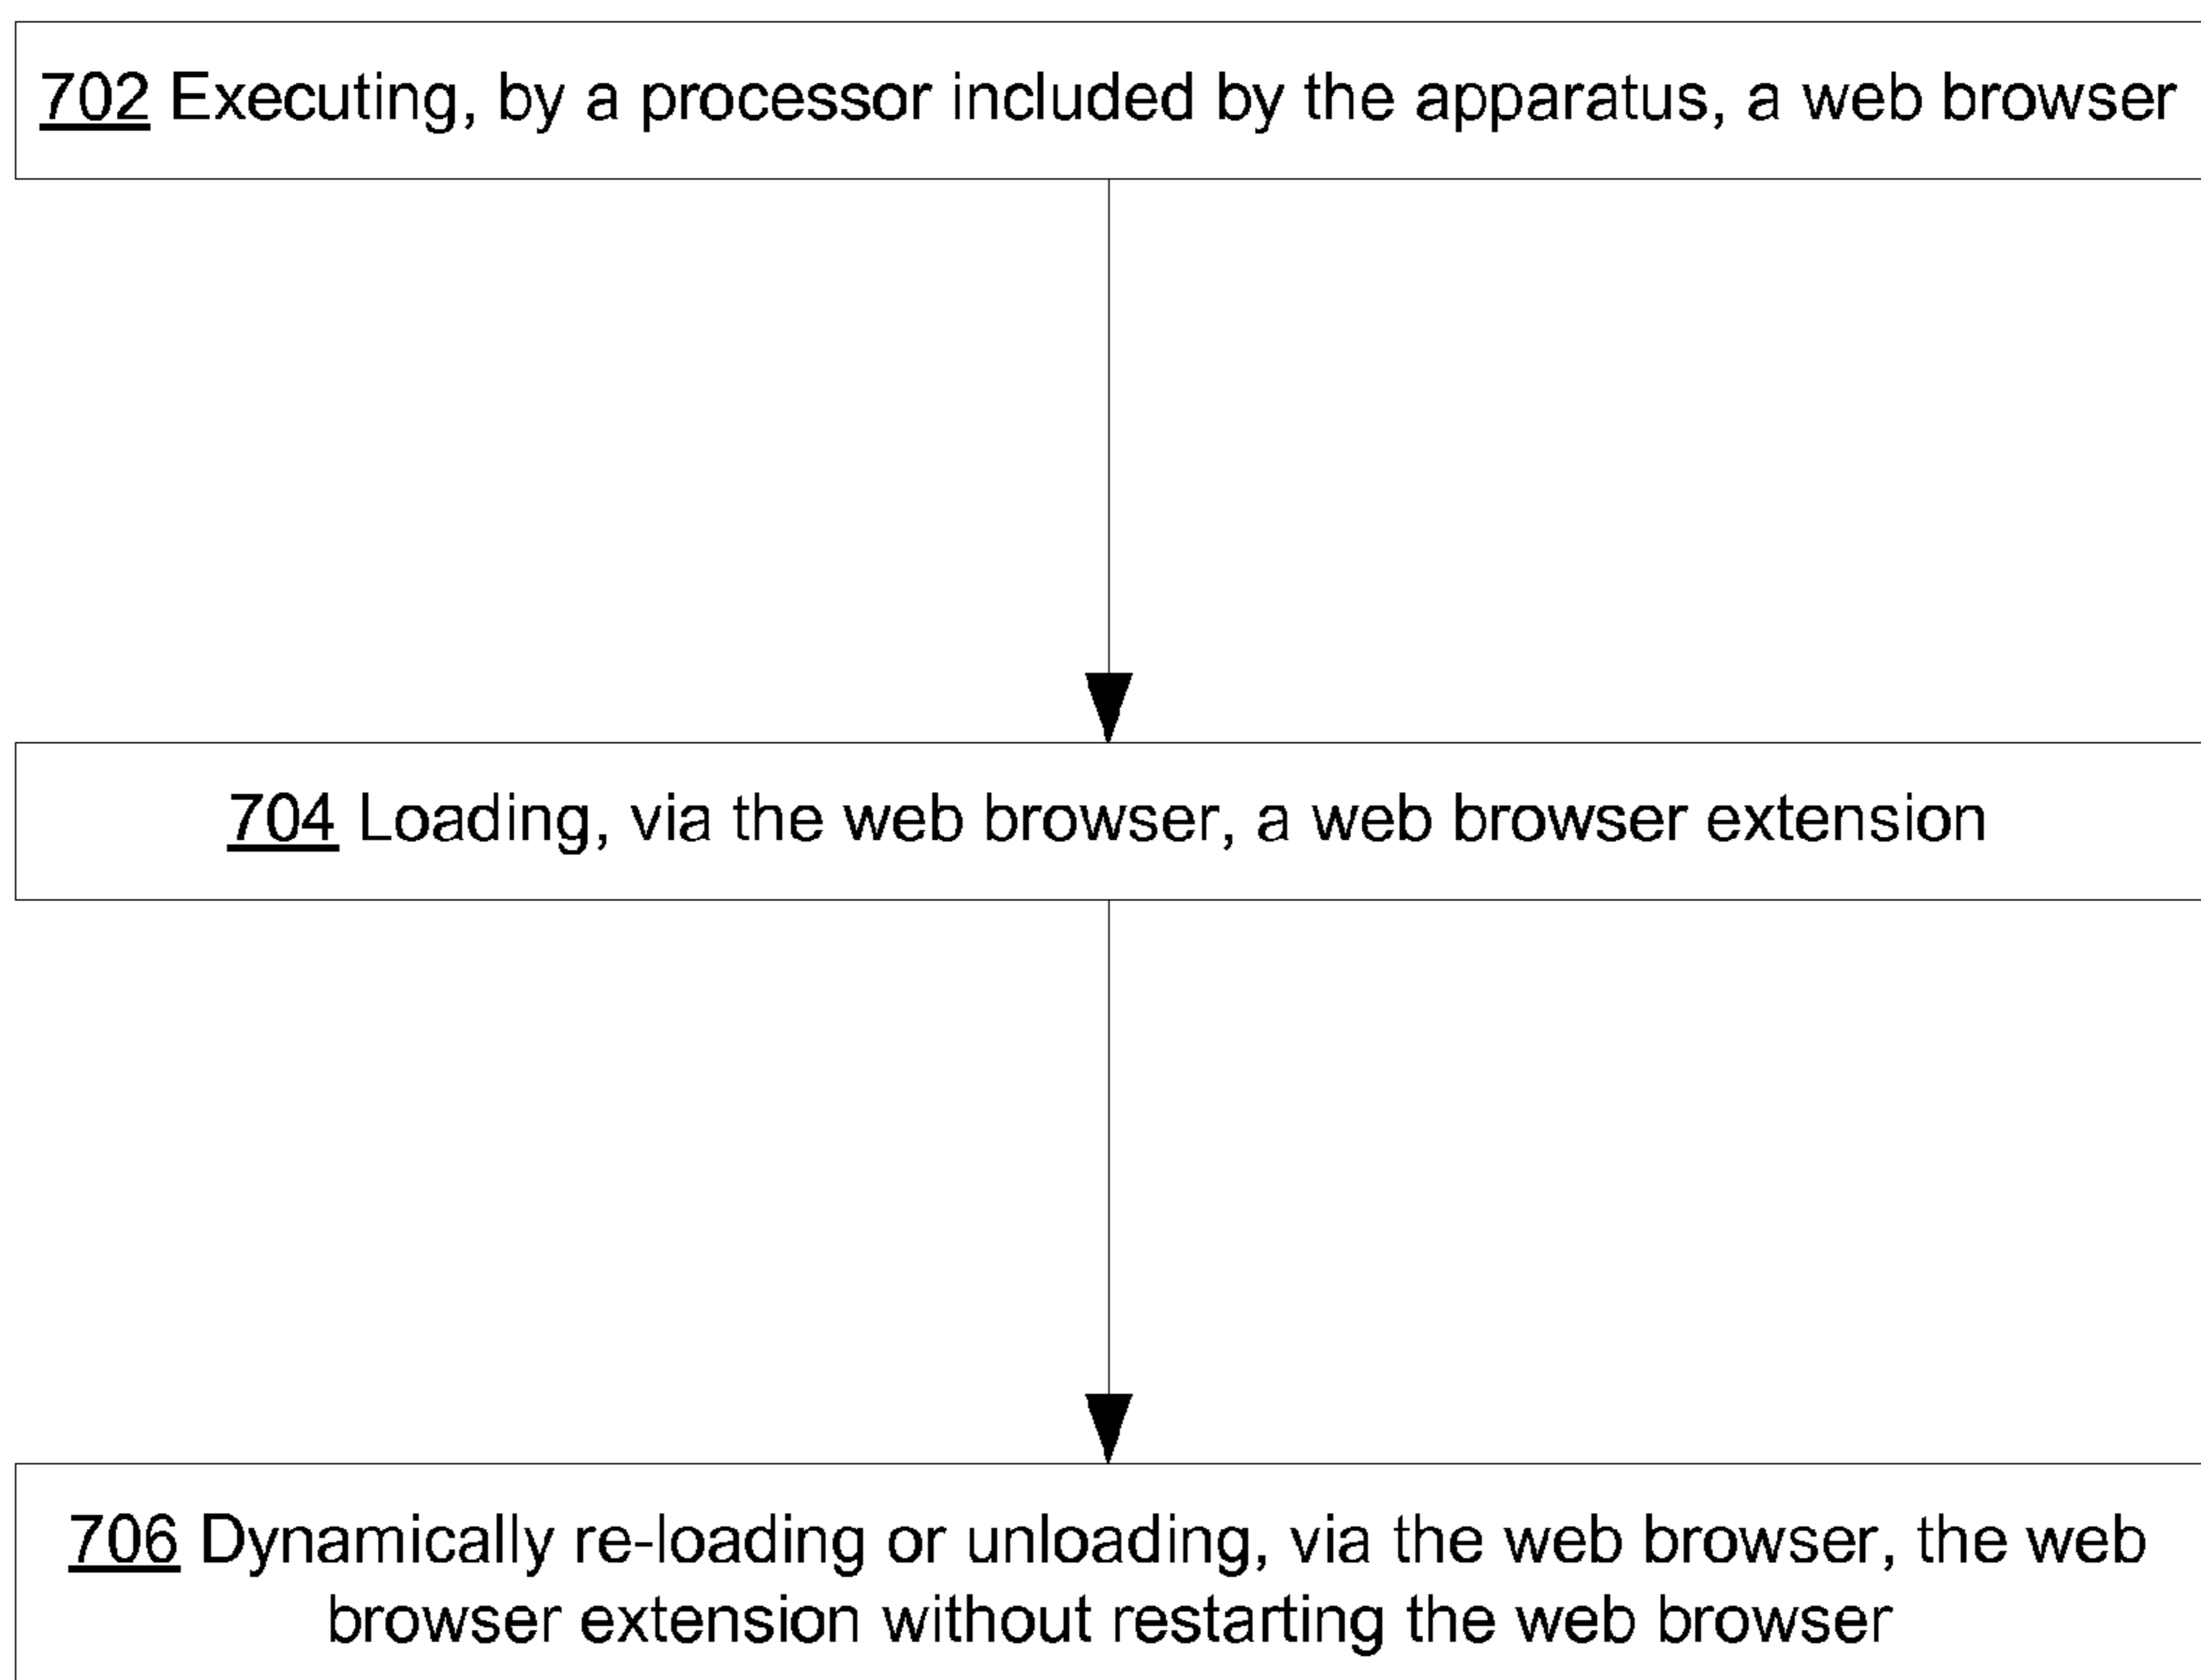 702 Executing, by a processor included by the apparatus, a web browser
704 Loading, via the web browser, a web browser extension
706 Dynamically re-loading or unloading, via the web browser, the web
browser extension without restarting the web browser